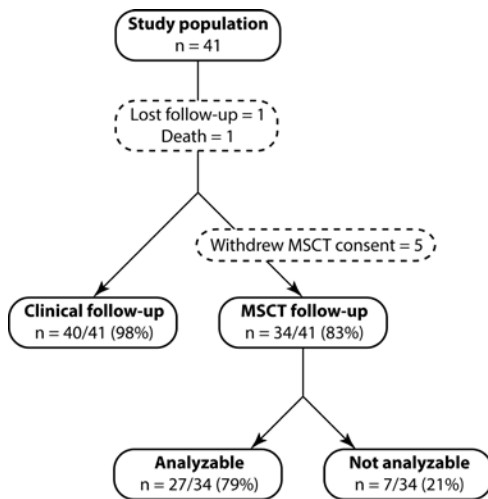 Study population
n = 41
Lost follow-up = 1
Death = 1
Withdrew MSCT consent = 5
Clinical follow-up
n = 40/41 (98%)
MSCT follow-up
n = 34/41 (83%)
Analyzable
n = 27/34 (79%)
Not analyzable
n = 7/34 (21%)